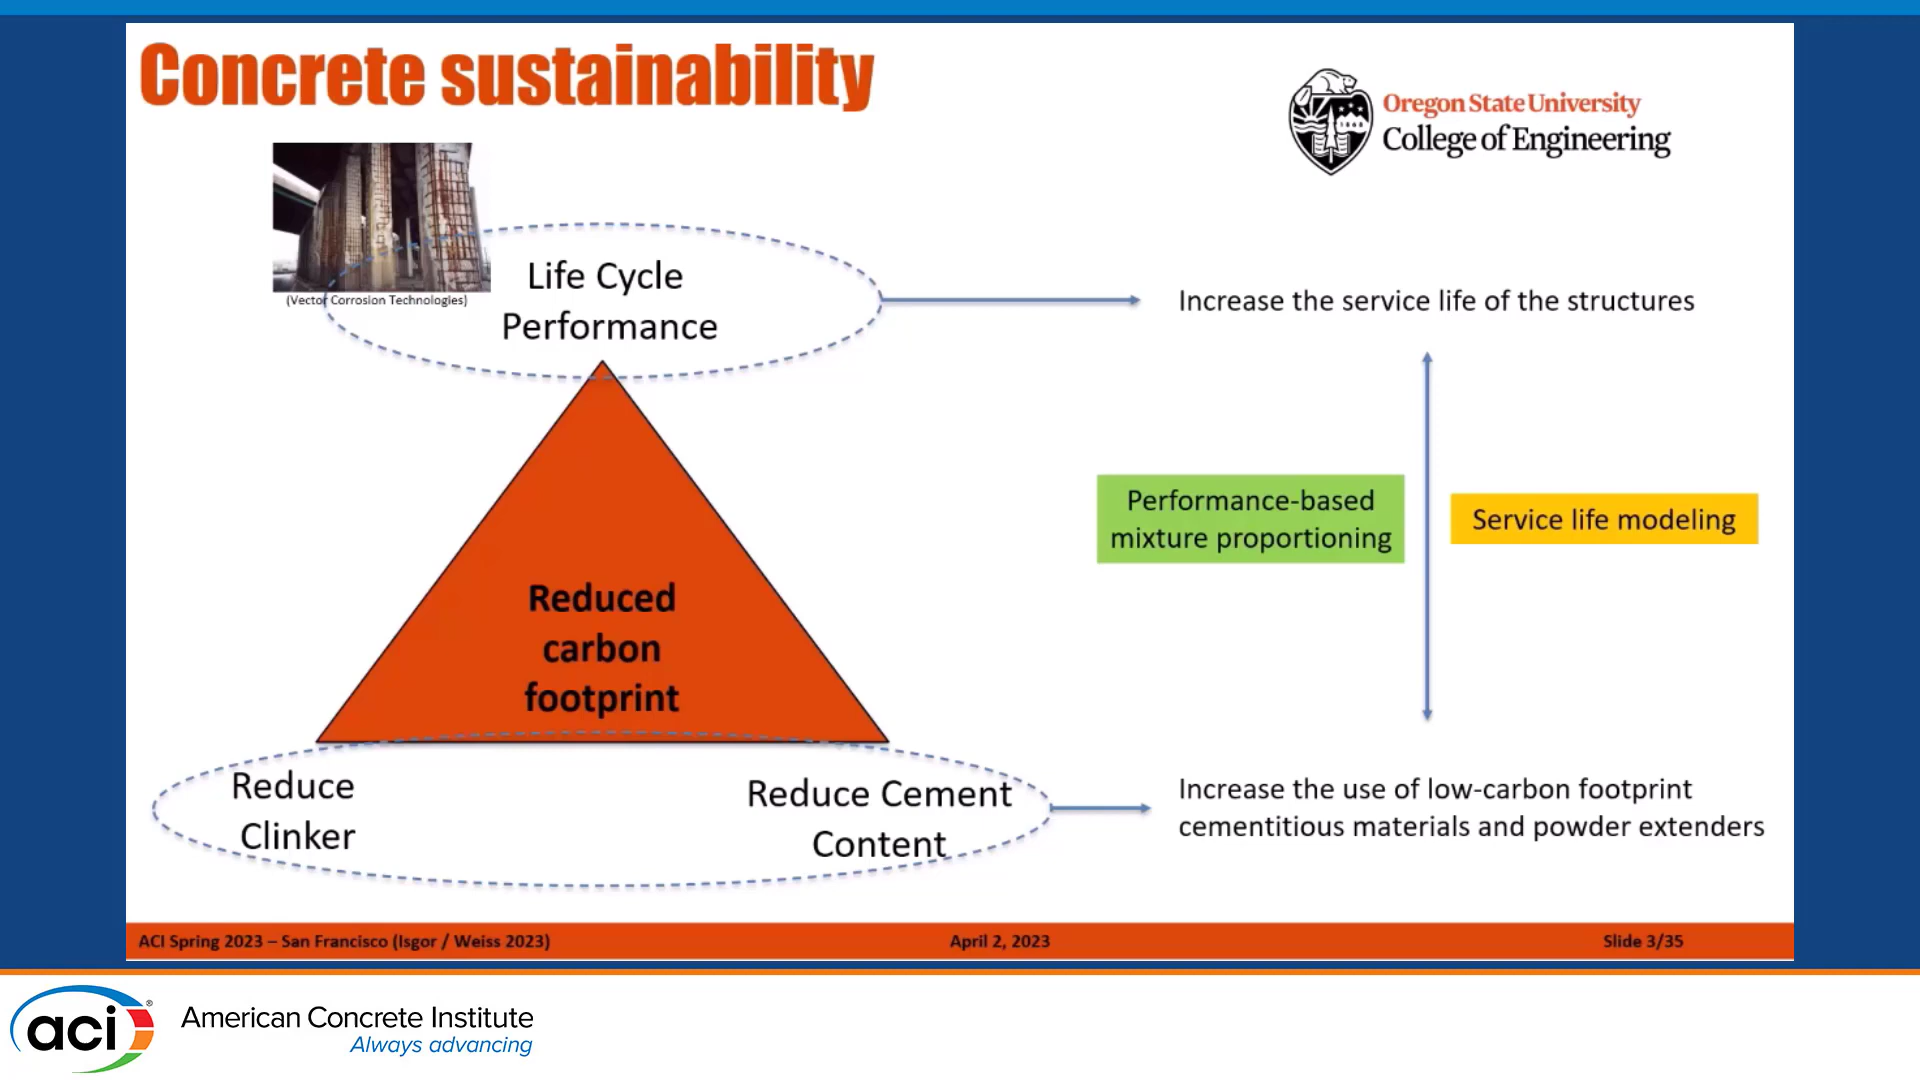 Concrete sustainability
Oregon State University
College of Engineering
(Vector Corrosion Technologies)
Life Cycle
Performance
Increase the service life of the structures
Performance-based
mixture proportioning
Service life modeling
Reduced
carbon
footprint
Reduce
Clinker
Reduce Cement
Content
Increase the use of low-carbon footprint
cementitious materials and powder extenders
ACI Spring 2023 – San Francisco (Isgor / Weiss 2023)
April 2, 2023
Slide 3/35
aci®
American Concrete Institute
Always advancing